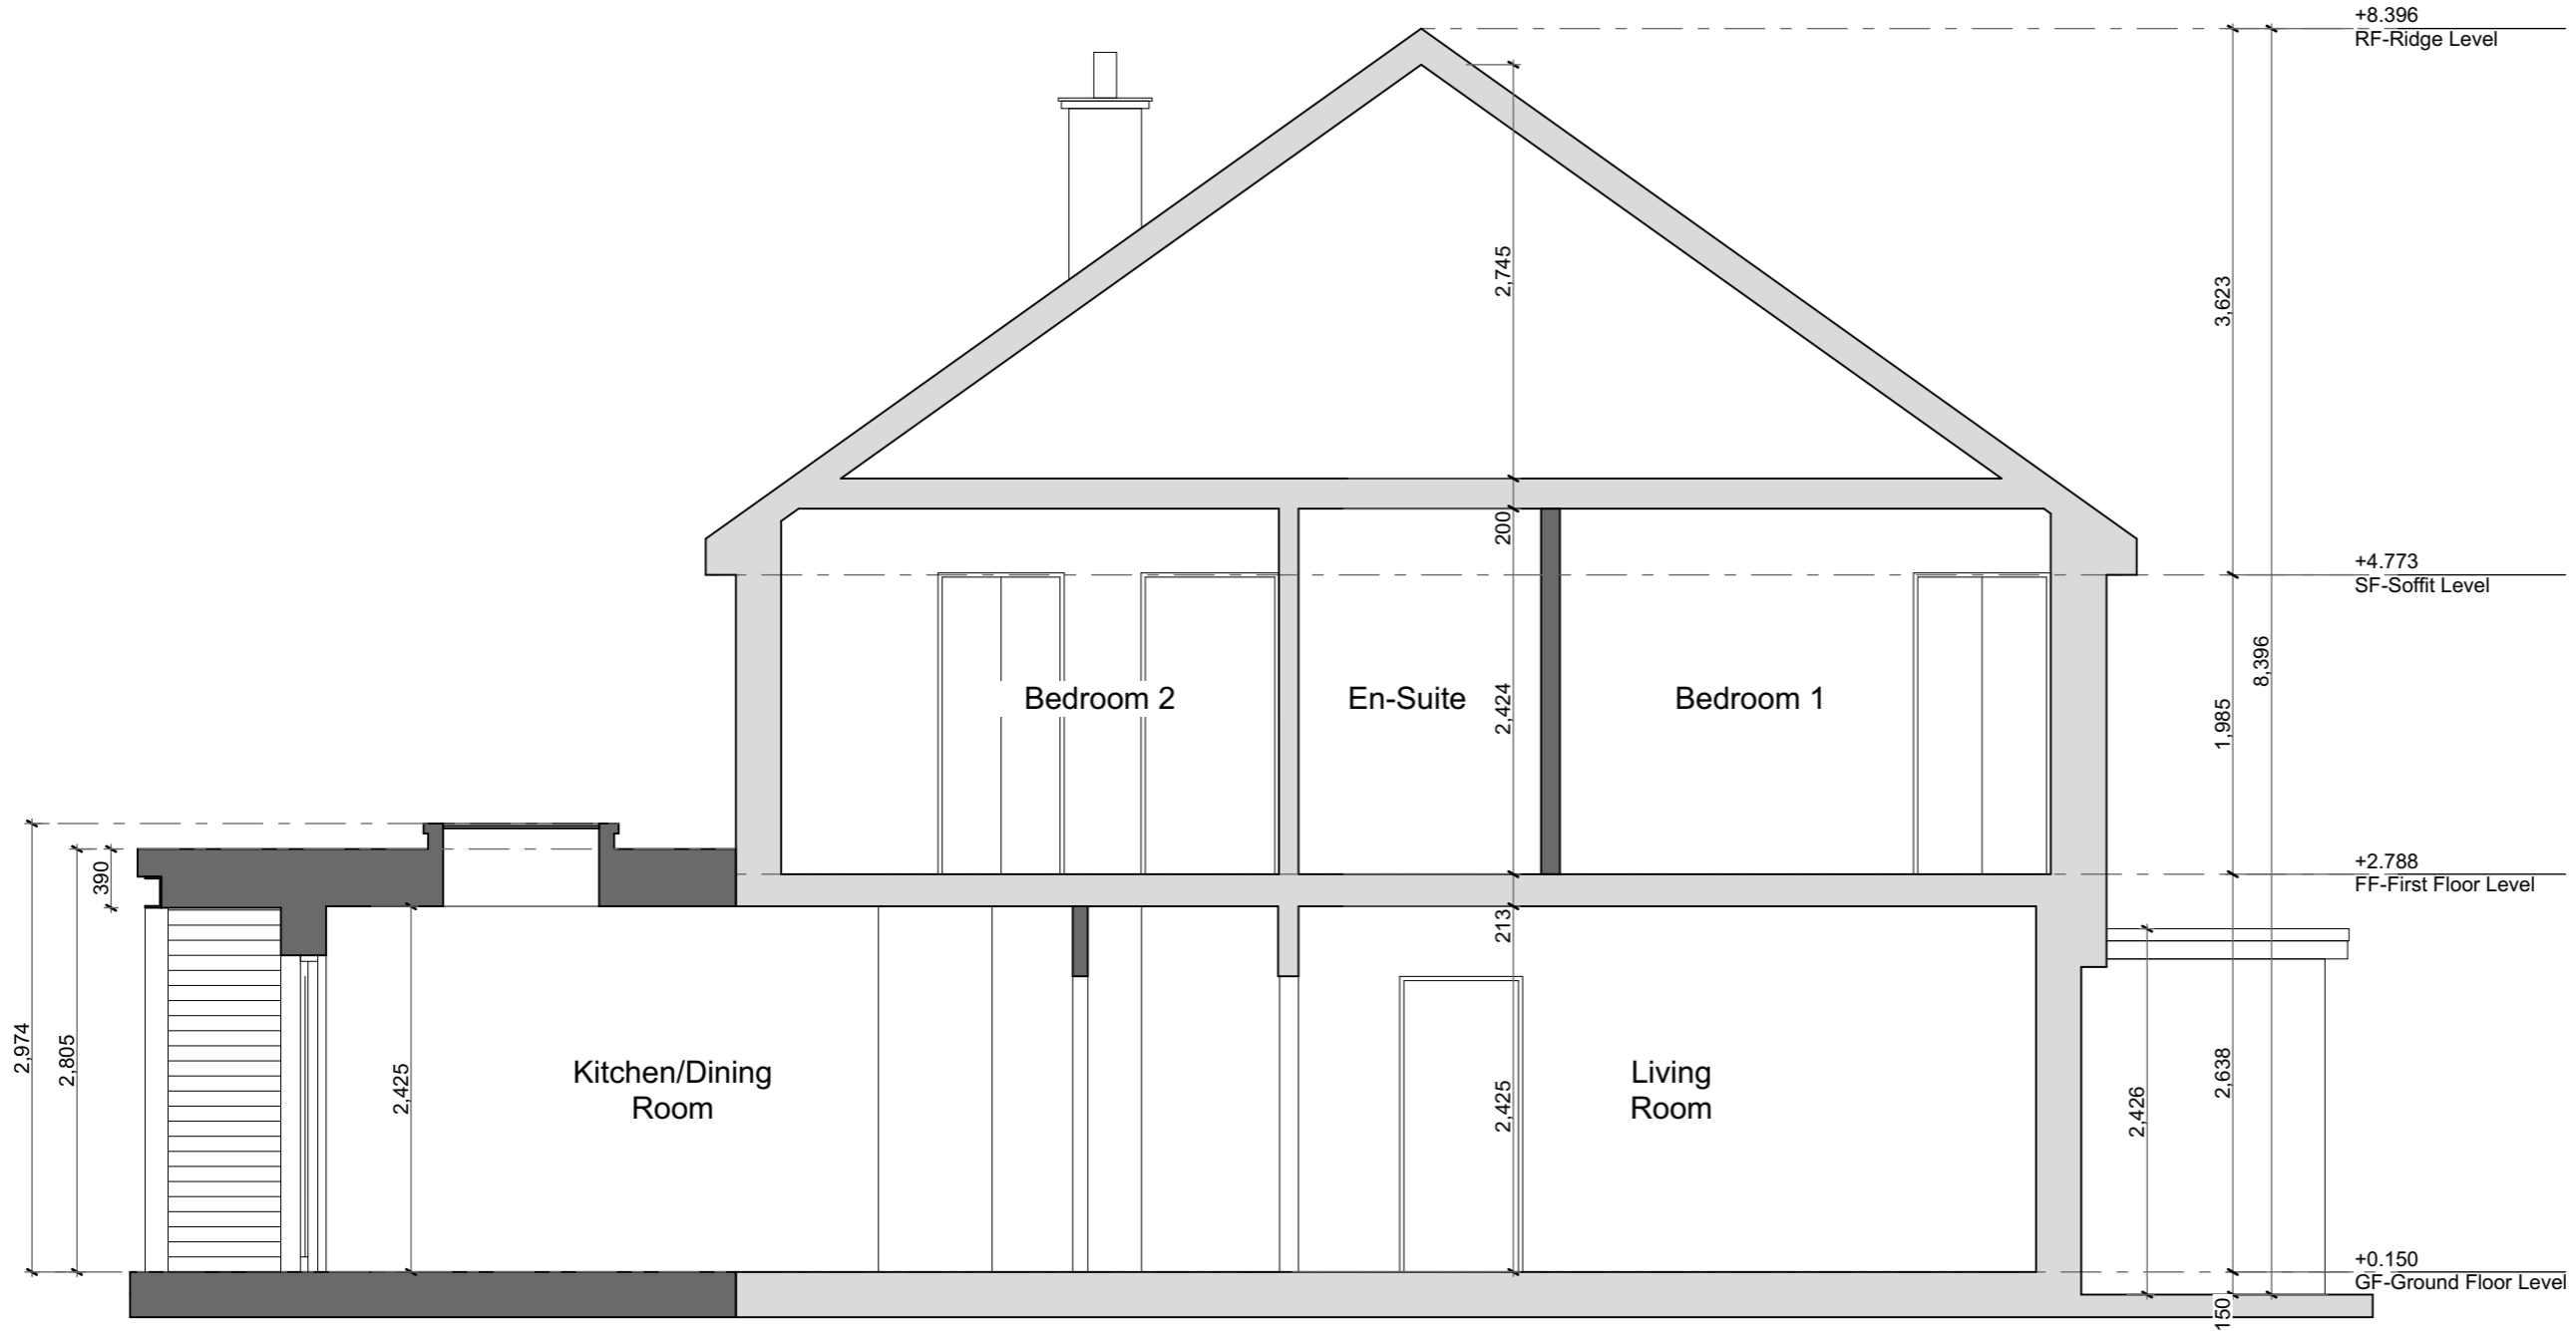 +8.396
RF-Ridge Level
2,745
3,623
200
+4.773
SF-Soffit Level
8,396
Bedroom 2
En-Suite
2,424
Bedroom 1
1,985
390
+2.788
FF-First Floor Level
213
2,974
2,805
2,425
Kitchen/Dining
Room
2,425
Living
Room
2,426
2,638
+0.150
GF-Ground Floor Level
150